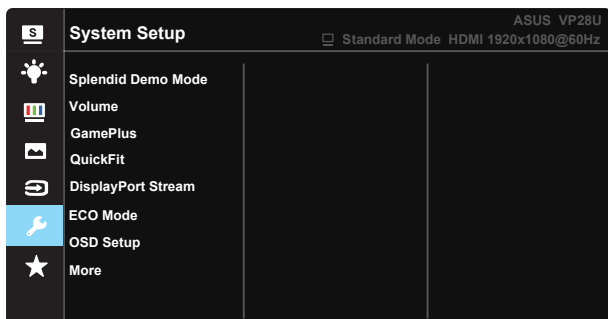 S
System Setup
ASUS VP28U
Standard Mode HDMI 1920x1080@60Hz
Splendid Demo Mode
Volume
GamePlus
QuickFit
DisplayPort Stream
ECO Mode
OSD Setup
More